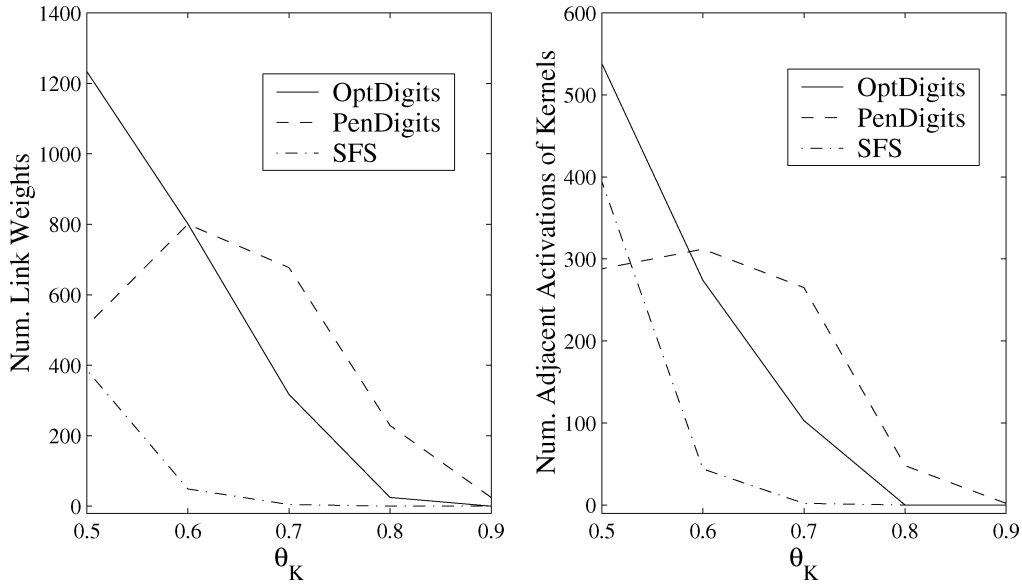 1400
1200
1000
800
600
400
200
0
Num. Link Weights
OptDigits
PenDigits
SFS
0.5 0.6 0.7 0.8 0.9
θ_K
600
500
400
300
200
100
0
Num. Adjacent Activations of Kernels
OptDigits
PenDigits
SFS
0.5 0.6 0.7 0.8 0.9
θ_K